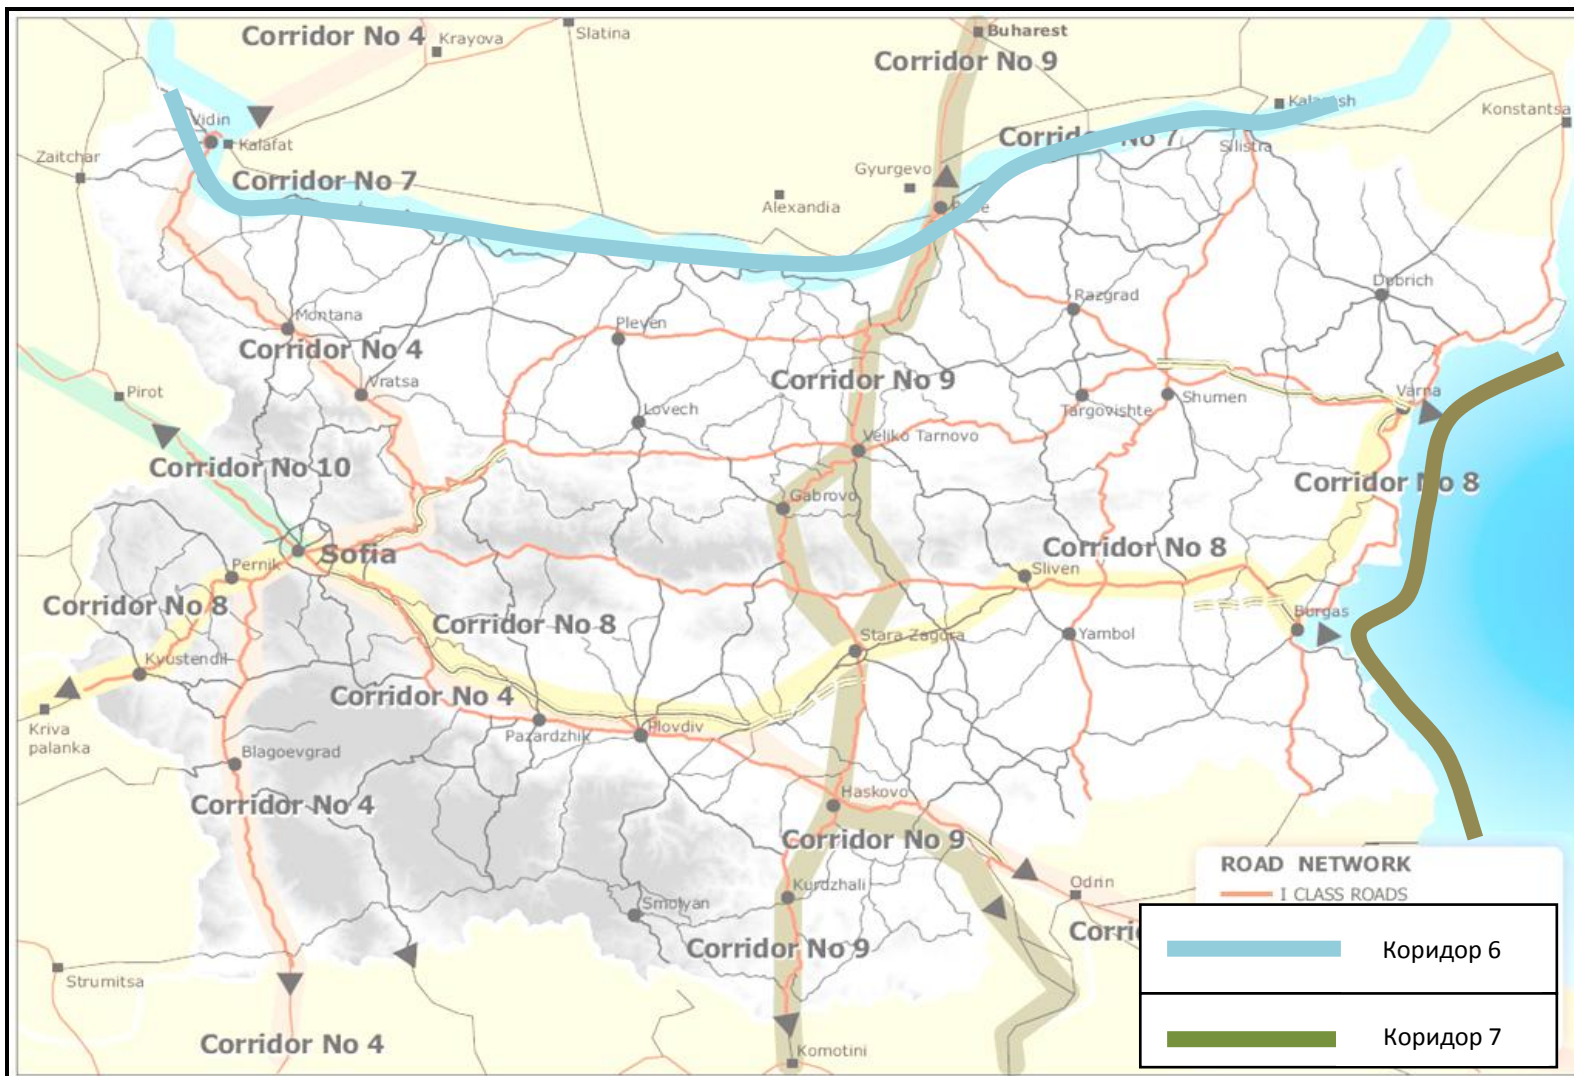 Corridor No 4
Krayova
Slatina
Buharest
Corridor No 9
Kalarash
Konstantsa
Vidin
Kalafat
Zaitchar
Corridor No 7
Corridor No 7
Silistra
Gyurgevo
Alexandia
Ruse
Dobrich
Razgrad
Montana
Pleven
Corridor No 4
Vratsa
Corridor No 9
Pirot
Lovech
Targovishte
Shumen
Varna
Veliko Tarnovo
Corridor No 10
Gabrovo
Corridor No 8
Sofia
Pernik
Corridor No 8
Sliven
Corridor No 8
Corridor No 8
Burgas
Stara Zagora
Yambol
Kyustendil
Corridor No 4
Kriva
palanka
Pazardzhik
Plovdiv
Blagoevgrad
Corridor No 4
Haskovo
Corridor No 9
ROAD NETWORK
I CLASS ROADS
Odrin
Kurdzhali
Smolyan
Corridor No 9
Strumitsa
Corridor No 4
Komotini
Коридор 6
Коридор 7